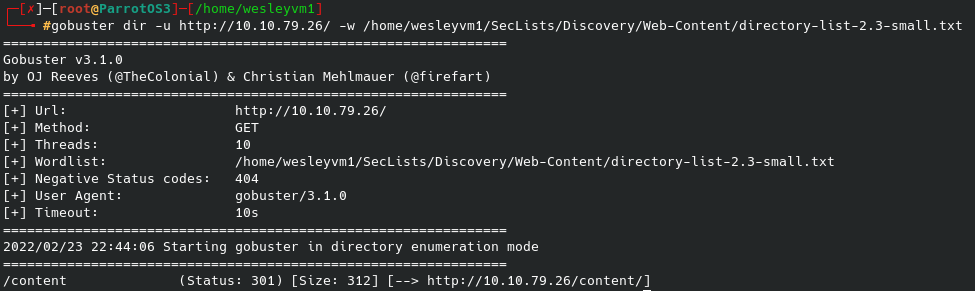 ┌─[✗]─[root@ParrotOS3]─[/home/wesleyvm1]
└──• #gobuster dir -u http://10.10.79.26/ -w /home/wesleyvm1/SecLists/Discovery/Web-Content/directory-list-2.3-small.txt
===============================================================
Gobuster v3.1.0
by OJ Reeves (@TheColonial) & Christian Mehlmauer (@firefart)
===============================================================
[+] Url:                     http://10.10.79.26/
[+] Method:                  GET
[+] Threads:                 10
[+] Wordlist:                /home/wesleyvm1/SecLists/Discovery/Web-Content/directory-list-2.3-small.txt
[+] Negative Status codes:   404
[+] User Agent:              gobuster/3.1.0
[+] Timeout:                 10s
===============================================================
2022/02/23 22:44:06 Starting gobuster in directory enumeration mode
===============================================================
/content              (Status: 301) [Size: 312] [--> http://10.10.79.26/content/]